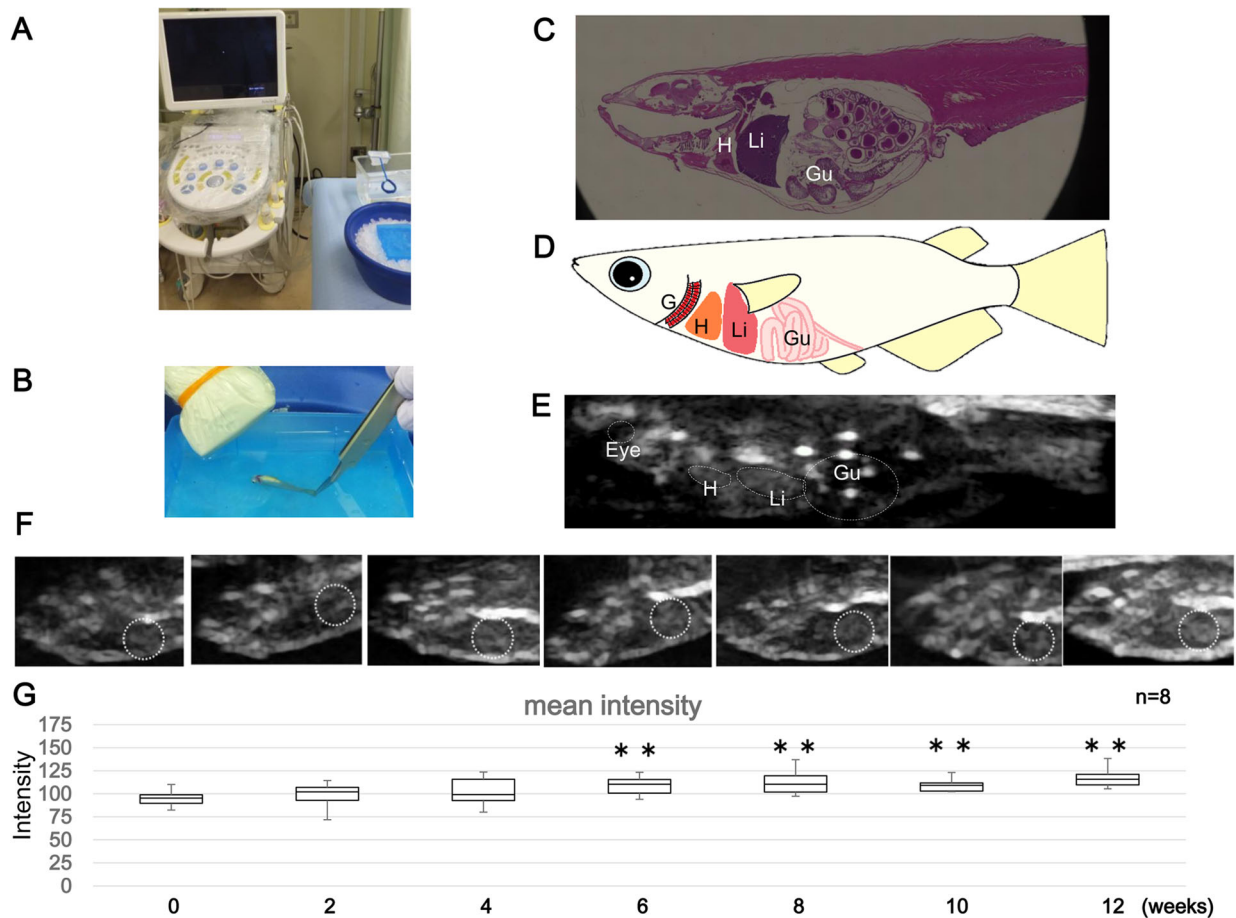 A
C
H
Li
Gu
D
G
H
Li
Gu
B
E
Eye
H
Li
Gu
F
G
mean intensity
n=8
Intensity
175
150
125
100
75
50
25
0
* *
* *
* *
* *
0 2 4 6 8 10 12 (weeks)